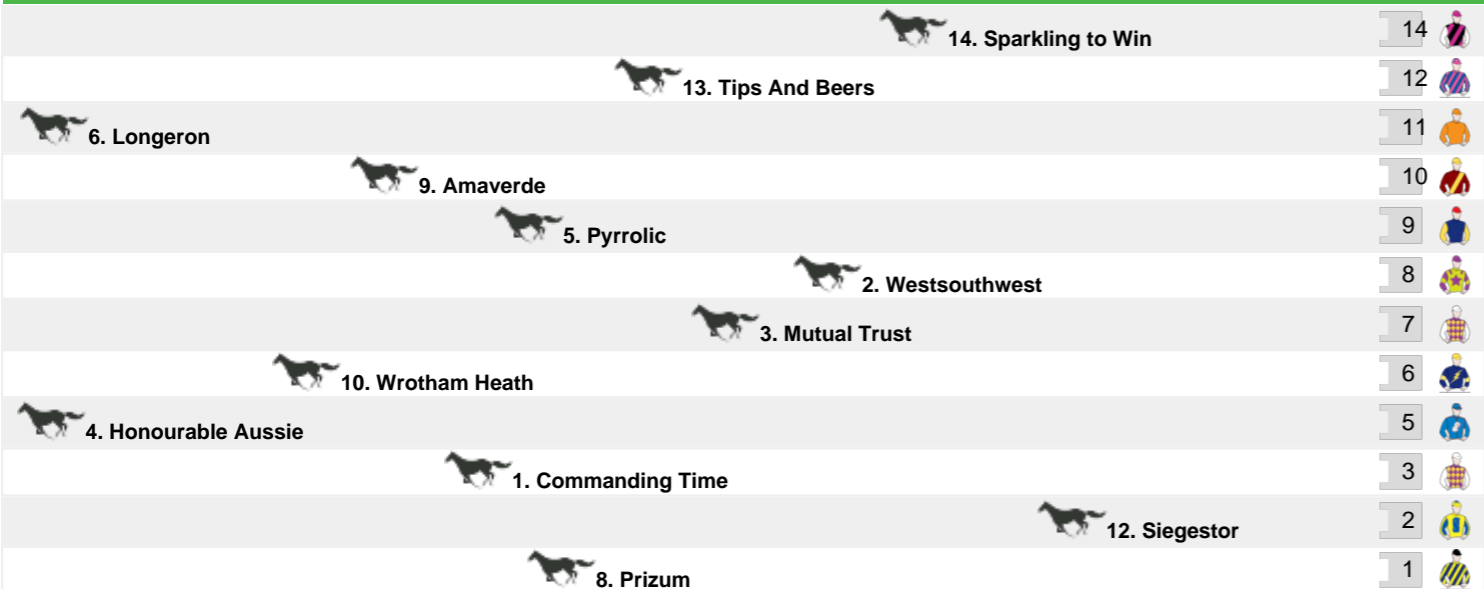 14. Sparkling to Win 14
13. Tips And Beers 12
6. Longeron 11
9. Amaverde 10
5. Pyrrolic 9
2. Westsouthwest 8
3. Mutual Trust 7
10. Wrotham Heath 6
4. Honourable Aussie 5
1. Commanding Time 3
12. Siegestor 2
8. Prizum 1